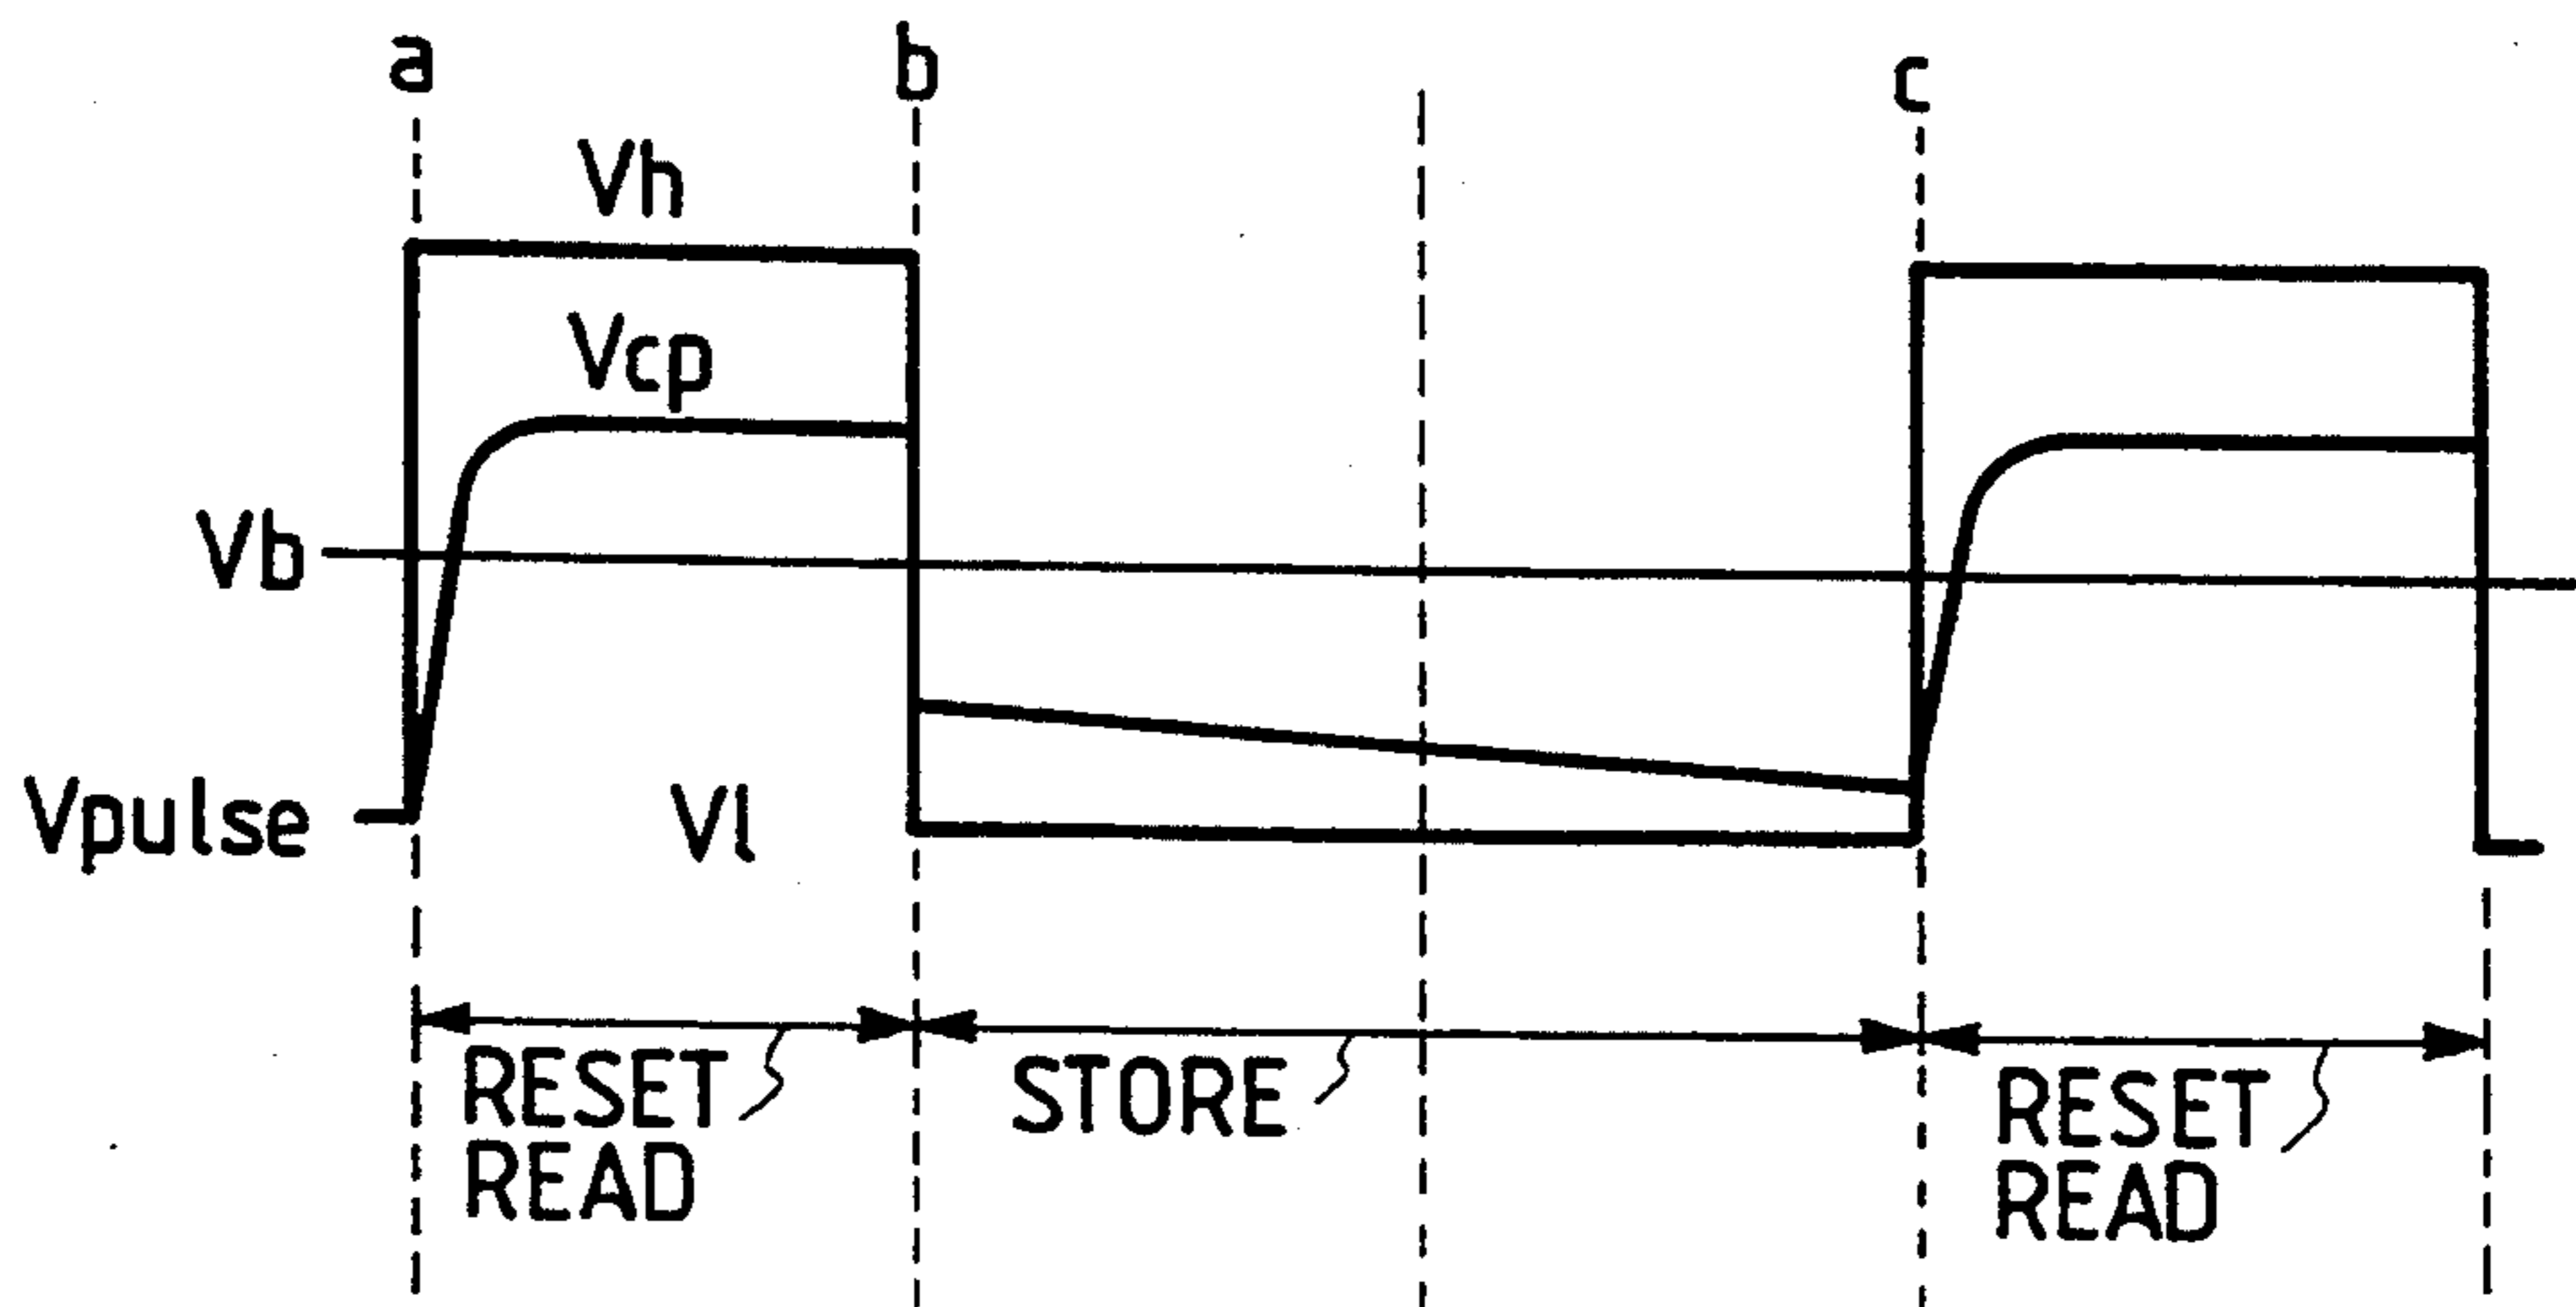 a
b
c
Vh
Vcp
Vb
Vpulse
Vl
RESET
READ
STORE
RESET
READ